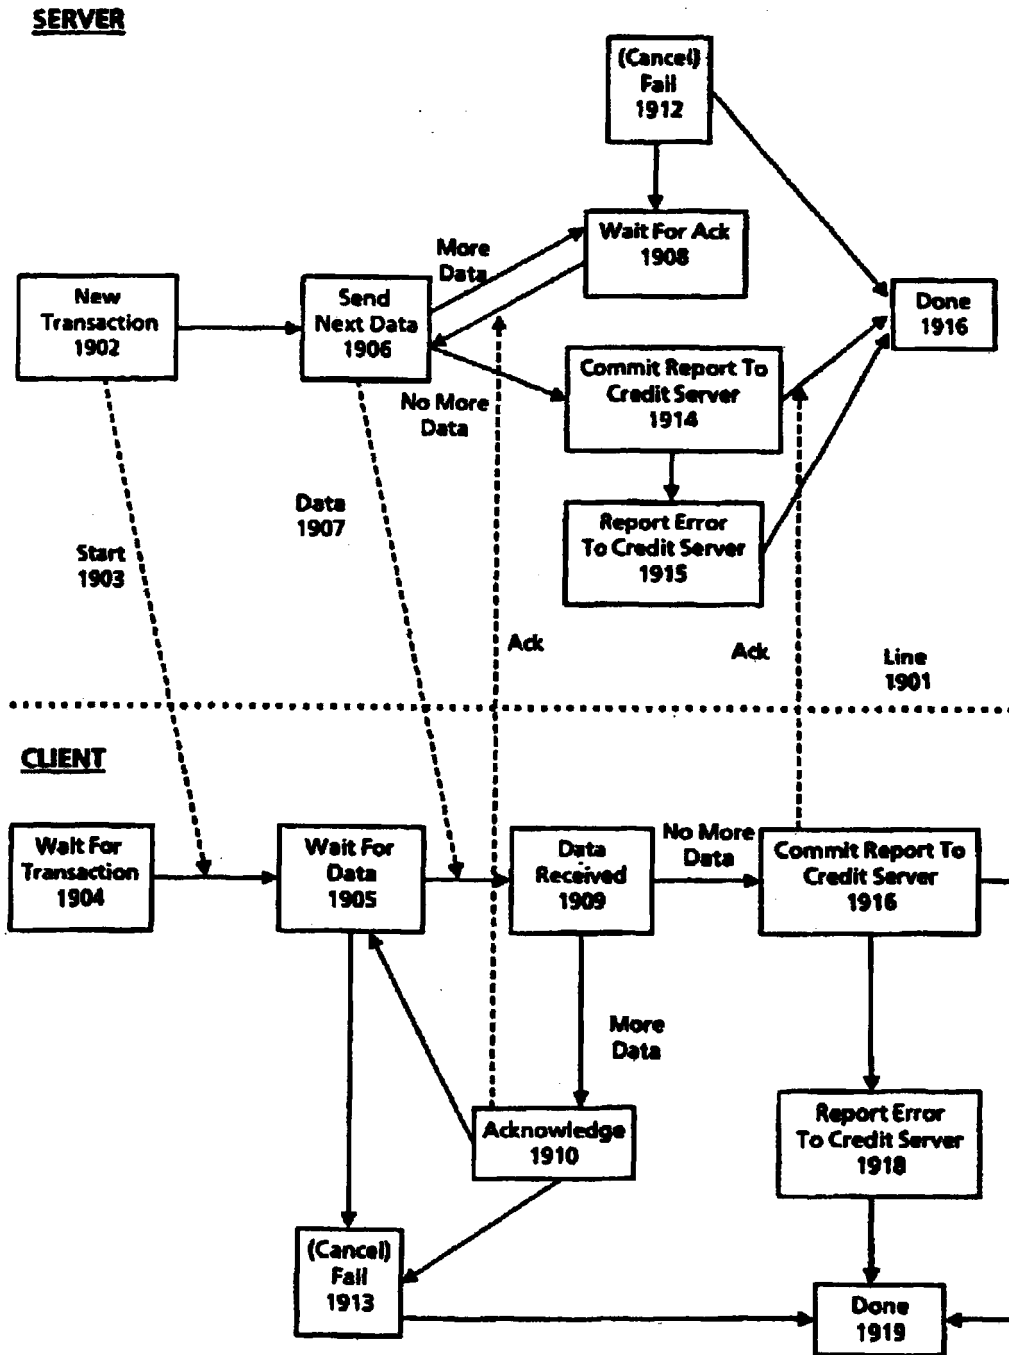 SERVER
(Cancel)
Fail
1912
Wait For Ack
1908
More
Data
New
Transaction
1902
Send
Next Data
1906
Done
1916
No More
Data
Commit Report To
Credit Server
1914
Data
1907
Report Error
To Credit Server
1915
Start
1903
Ack
Ack
Line
1901
CLIENT
Wait For
Transaction
1904
Wait For
Data
1905
Data
Received
1909
No More
Data
Commit Report To
Credit Server
1916
More
Data
Acknowledge
1910
Report Error
To Credit Server
1918
(Cancel)
Fail
1913
Done
1919